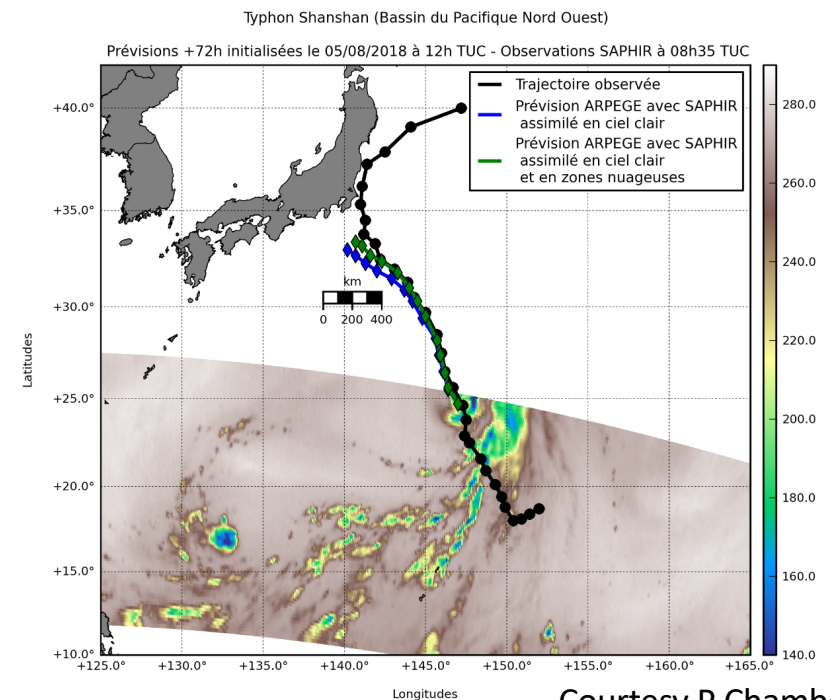 Typhon Shanshan (Bassin du Pacifique Nord Ouest)
Prévisions +72h initialisées le 05/08/2018 à 12h TUC - Observations SAPHIR à 08h35 TUC
Trajectoire observée
Prévision ARPEGE avec SAPHIR
assimilé en ciel clair
Prévision ARPEGE avec SAPHIR
assimilé en ciel clair
et en zones nuageuses
+40.0°
+35.0°
+30.0°
+25.0°
+20.0°
+15.0°
+10.0°
Latitudes
km
0 200 400
280.0
260.0
240.0
220.0
200.0
180.0
160.0
140.0
+125.0° +130.0° +135.0° +140.0° +145.0° +150.0° +155.0° +160.0° +165.0°
Longitudes